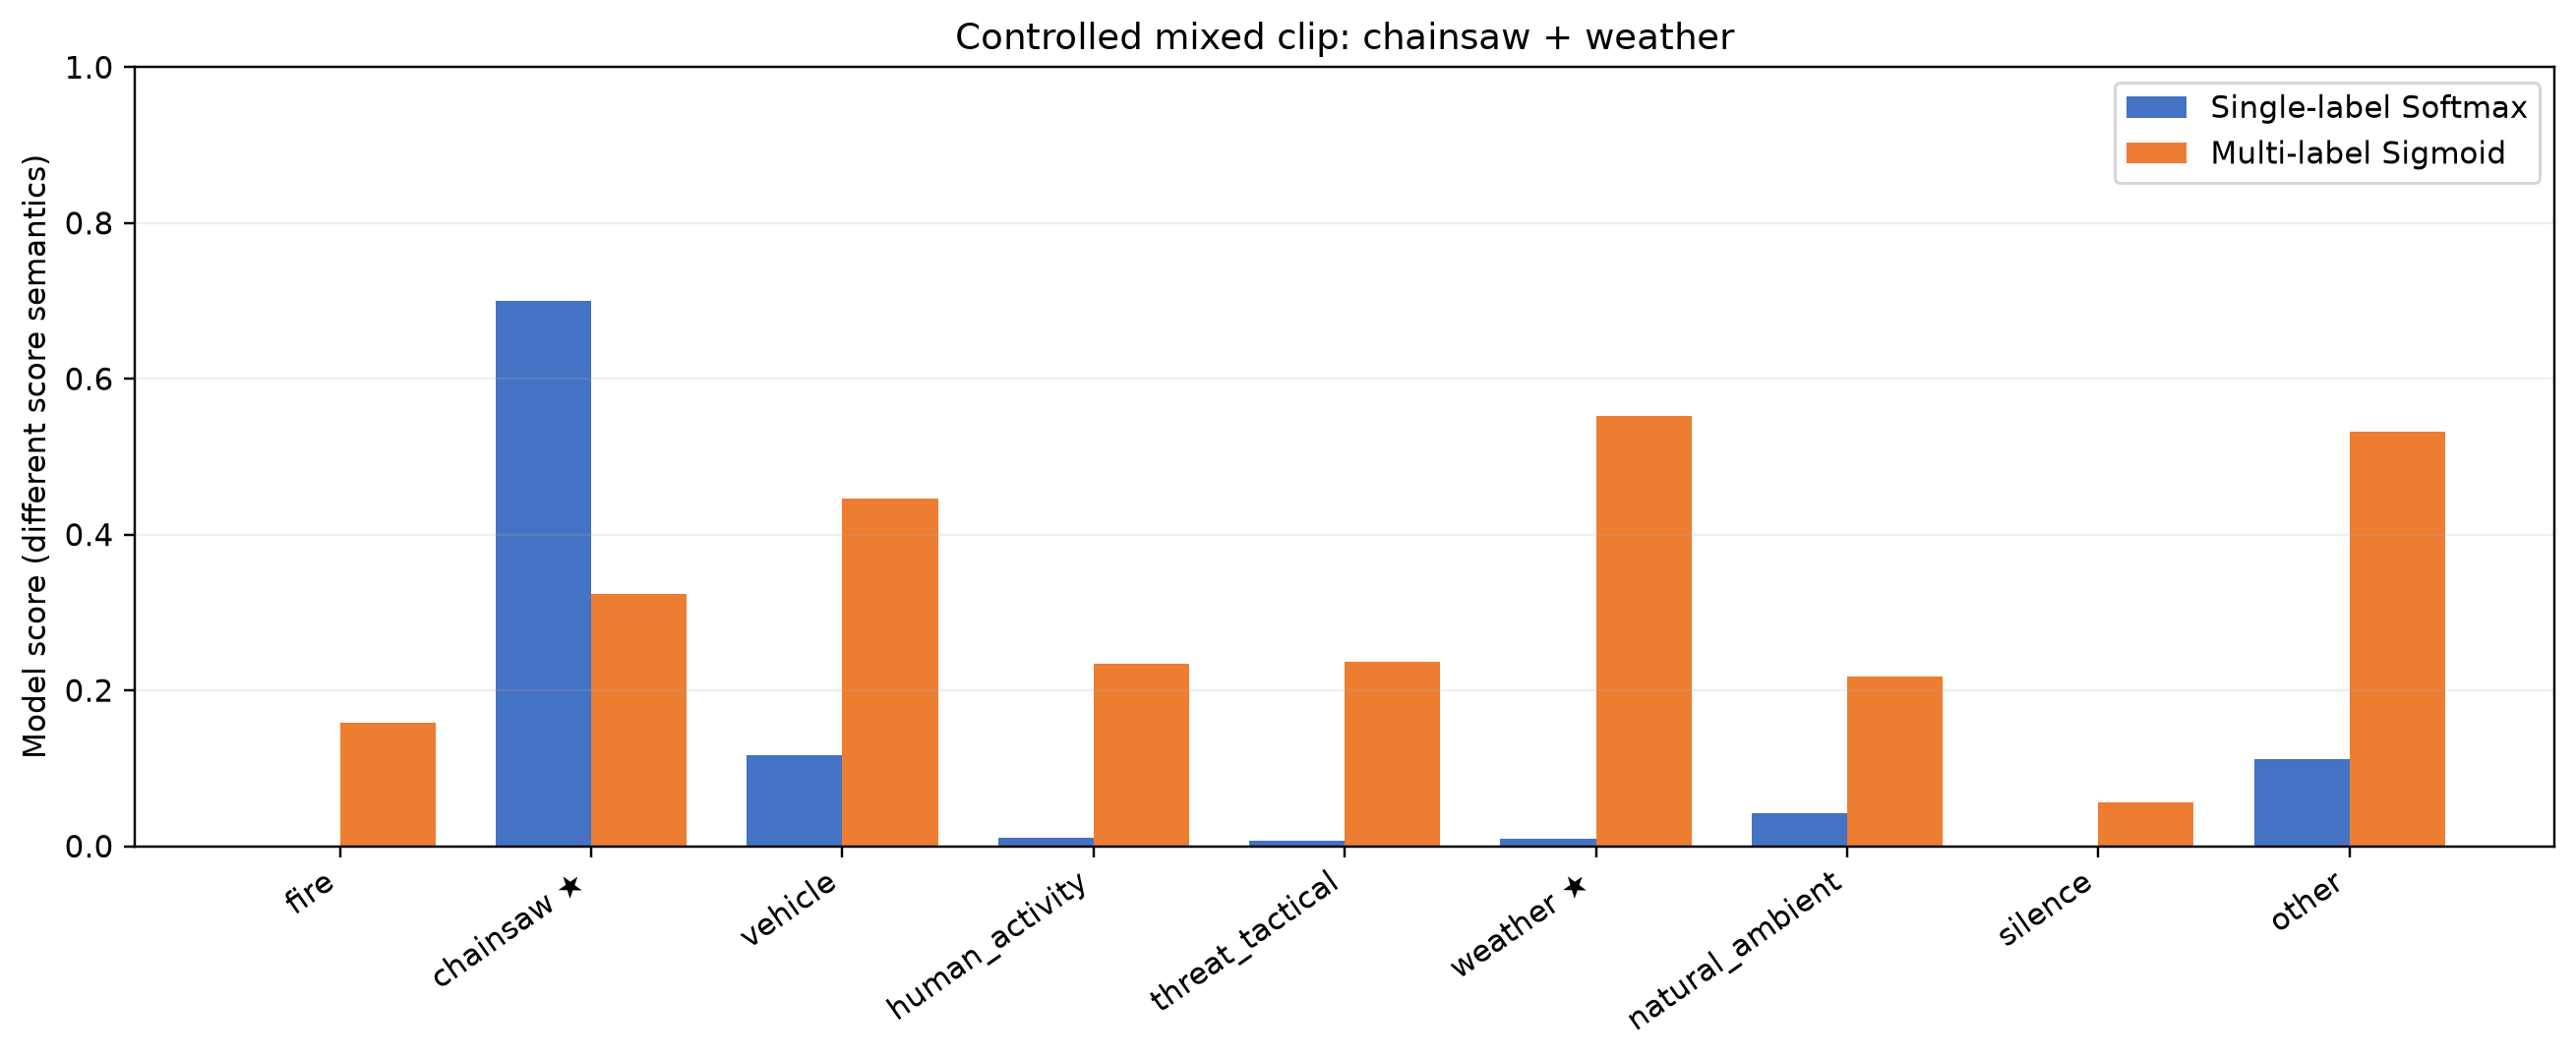 Controlled mixed clip: chainsaw + weather
Model score (different score semantics)
1.0
0.8
0.6
0.4
0.2
0.0
Single-label Softmax
Multi-label Sigmoid
fire
chainsaw ★
vehicle
human_activity
threat_tactical
weather ★
natural_ambient
silence
other